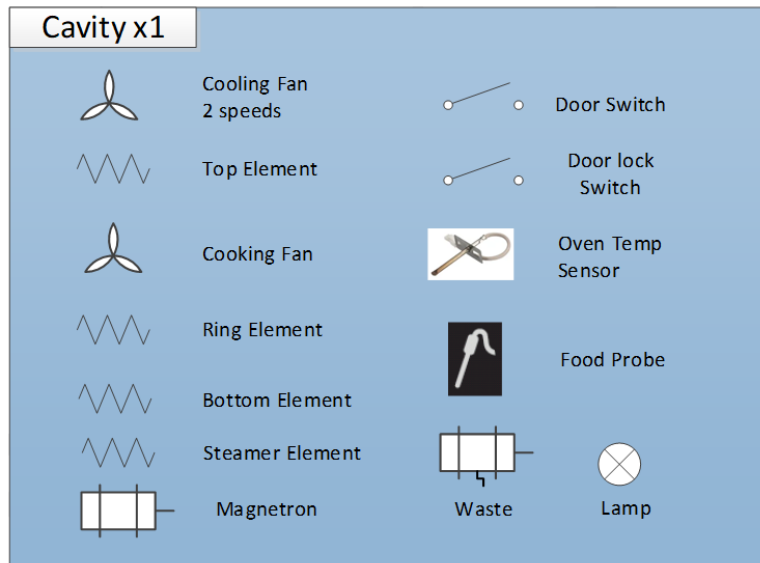 Cavity x1
Cooling Fan
2 speeds
Top Element
Cooking Fan
Ring Element
Bottom Element
Steamer Element
Magnetron
Door Switch
Door lock
Switch
Oven Temp
Sensor
Food Probe
Waste
Lamp